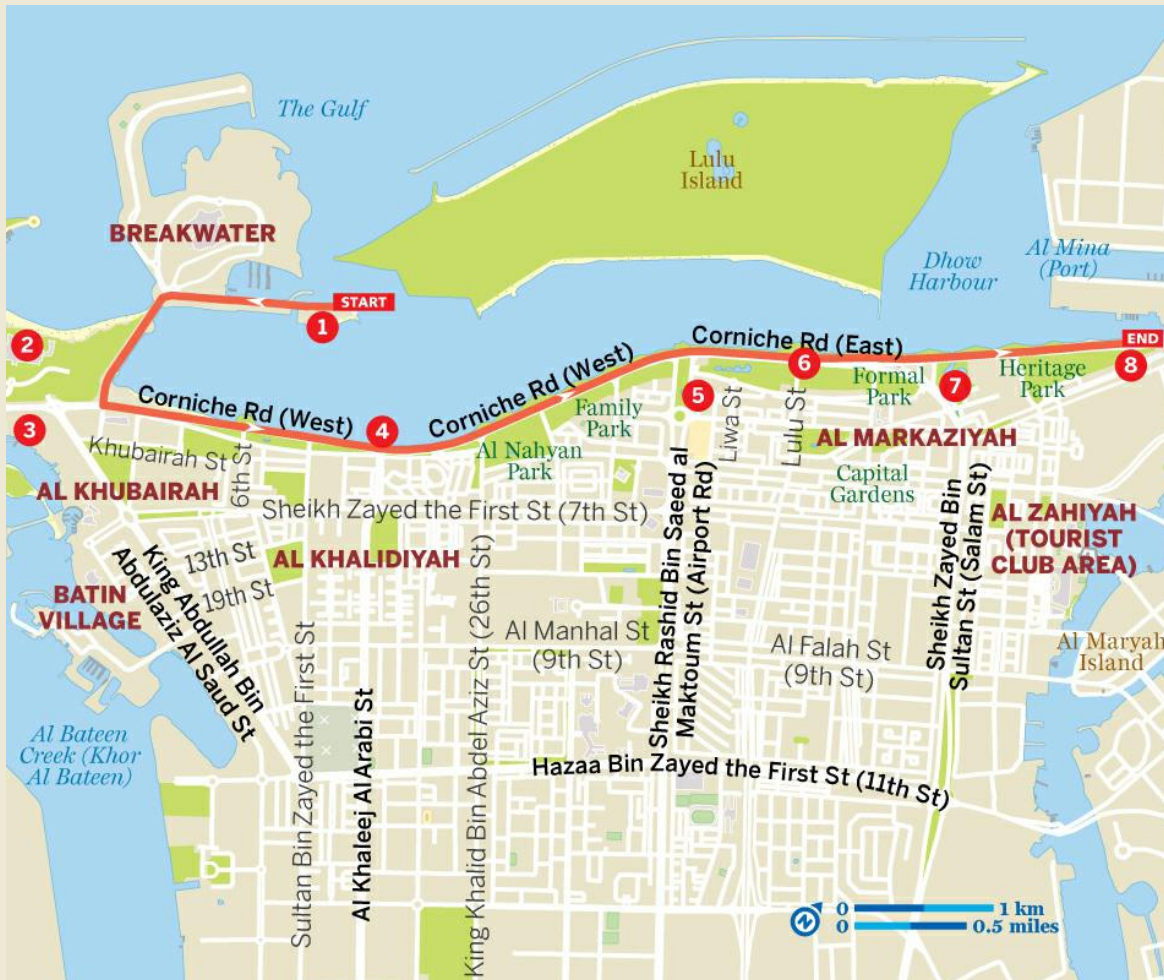 The Gulf
Lulu
Island
BREAKWATER
Dhow
Harbour
Al Mina
(Port)
START
1
2
Corniche Rd (East)
END
8
Corniche Rd (West)
Corniche Rd (West)
6
Formal
Park
7
Heritage
Park
3
4
5
Family
Park
Liwa St
Lulu St
Khubairah St
6th St
Al Nahyan
Park
AL MARKAZIYAH
Capital
Gardens
AL KHUBAIRAH
Sheikh Zayed the First St (7th St)
AL ZAHIYAH
(TOURIST
CLUB AREA)
13th St
AL KHALIDIYAH
19th St
BATIN
VILLAGE
King Abdullah Bin
Abdulaziz Al Saud St
Al Manhal St
(9th St)
Sheikh Rashid Bin Saeed al
Maktoum St (Airport Rd)
Al Falah St
(9th St)
Sheikh Zayed Bin
Sultan St (Salam St)
Al Maryah
Island
Al Bateen
Creek (Khor
Al Bateen)
Sultan Bin Zayed the First St
Al Khaleej Al Arabi St
King Khalid Bin Abdel Aziz St (26th St)
Hazaa Bin Zayed the First St (11th St)
N
0 1 km
0 0.5 miles